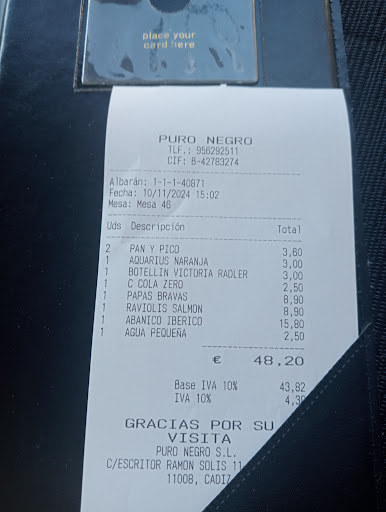 place your
card here
PURO NEGRO
TLF.: 956292511
CIF: B-42783274
Albarán: 1-1-1-40871
Fecha: 10/11/2024 15:02
Mesa: Mesa 46
Uds Descripción Total
2 PAN Y PICO 3,60
1 AQUARIUS NARANJA 3,00
1 BOTELLIN VICTORIA RADLER 3,00
1 C COLA ZERO 2,50
1 PAPAS BRAVAS 8,90
1 RAVIOLIS SALMON 8,90
1 ABANICO IBERICO 15,80
1 AGUA PEQUEÑA 2,50
€ 48,20
Base IVA 10% 43,82
IVA 10% 4,38
GRACIAS POR SU
VISITA
PURO NEGRO S.L.
C/ESCRITOR RAMON SOLIS 11
11008, CADIZ